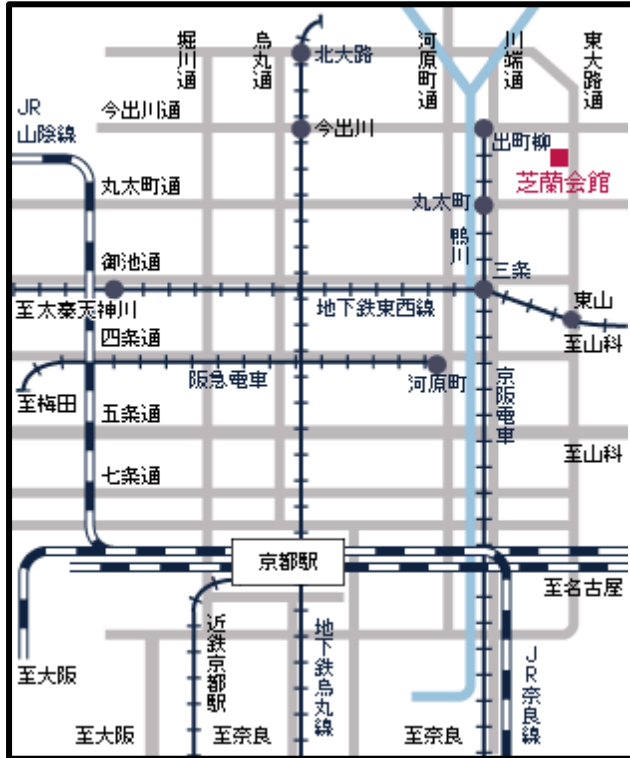 堀川通
烏丸通
河原町通
川端通
東大路通
北大路
JR
山陰線
今出川通
今出川
出町柳
芝蘭会館
丸太町通
丸太町
鴨川
御池通
三条
至太秦天神川
地下鉄東西線
東山
四条通
至山科
阪急電車
河原町
京阪電車
至梅田
五条通
至山科
七条通
京都駅
至名古屋
近鉄京都駅
地下鉄烏丸線
JR奈良線
至大阪
至大阪
至奈良
至奈良